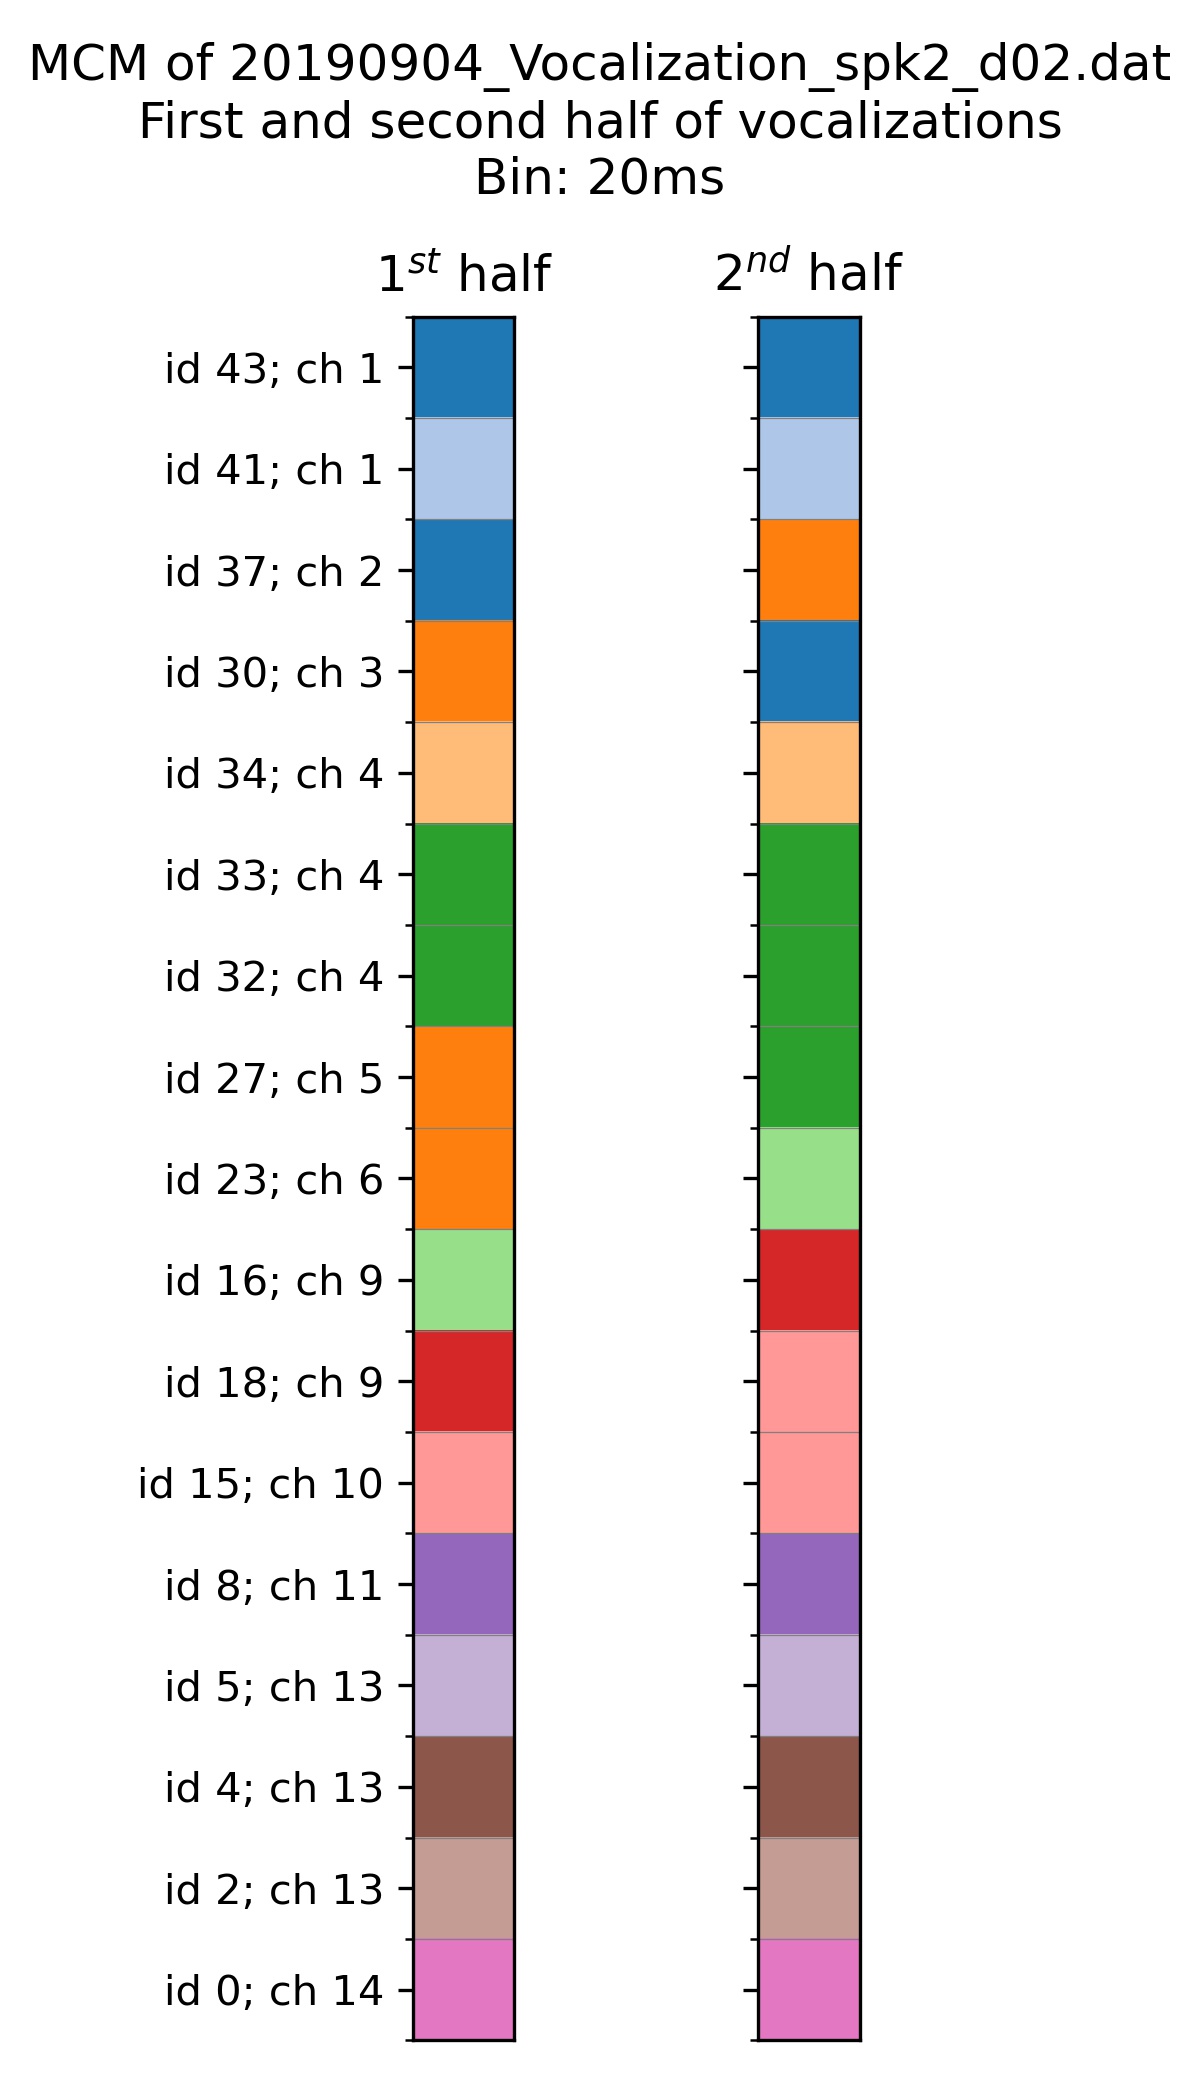 MCM of 20190904_Vocalization_spk2_d02.dat
First and second half of vocalizations
Bin: 20ms
1st half 2nd half
id 43; ch 1
id 41; ch 1
id 37; ch 2
id 30; ch 3
id 34; ch 4
id 33; ch 4
id 32; ch 4
id 27; ch 5
id 23; ch 6
id 16; ch 9
id 18; ch 9
id 15; ch 10
id 8; ch 11
id 5; ch 13
id 4; ch 13
id 2; ch 13
id 0; ch 14